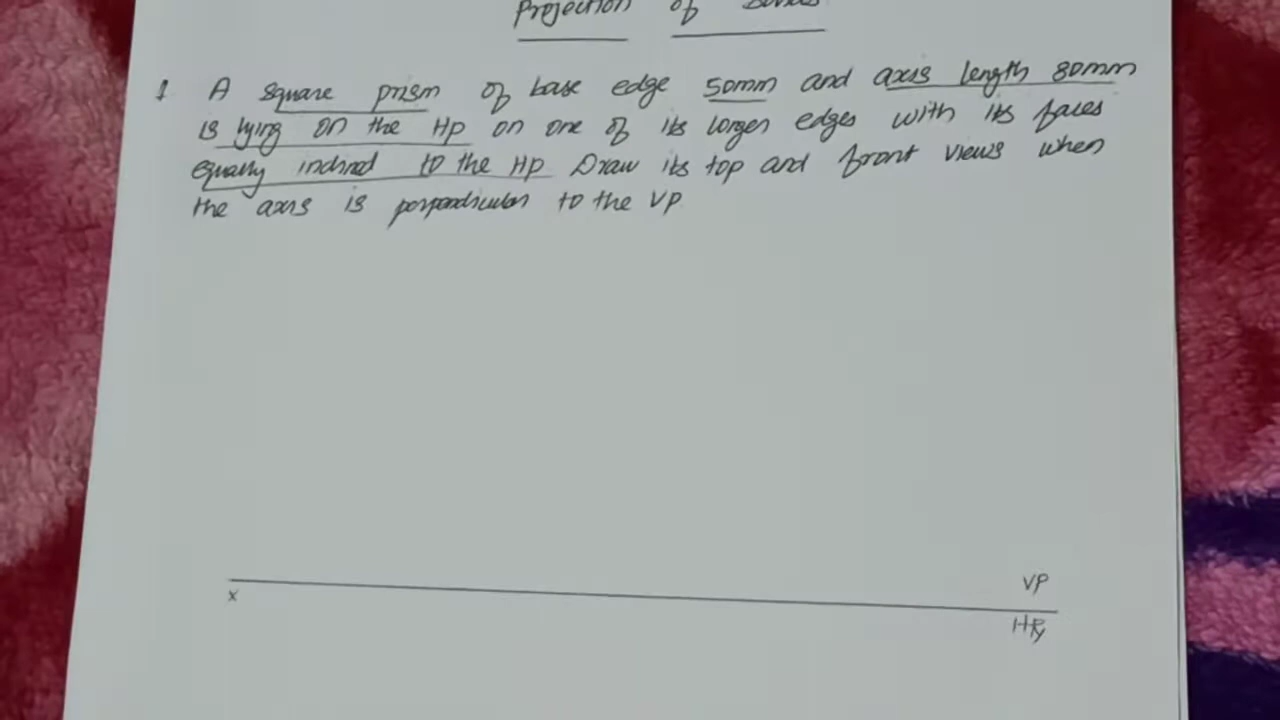 Projection of Solids
1 A square prism of base edge 50mm and axis length 80mm
is lying on the HP on one of its longer edges with its faces
equally inclined to the HP Draw its top and front views when
the axis is perpendicular to the VP
VP
X
HP
y